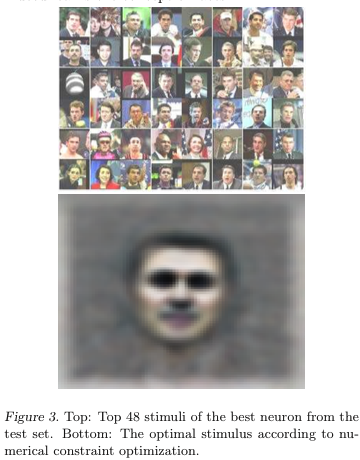 Figure 3. Top: Top 48 stimuli of the best neuron from the
test set. Bottom: The optimal stimulus according to nu-
merical constraint optimization.